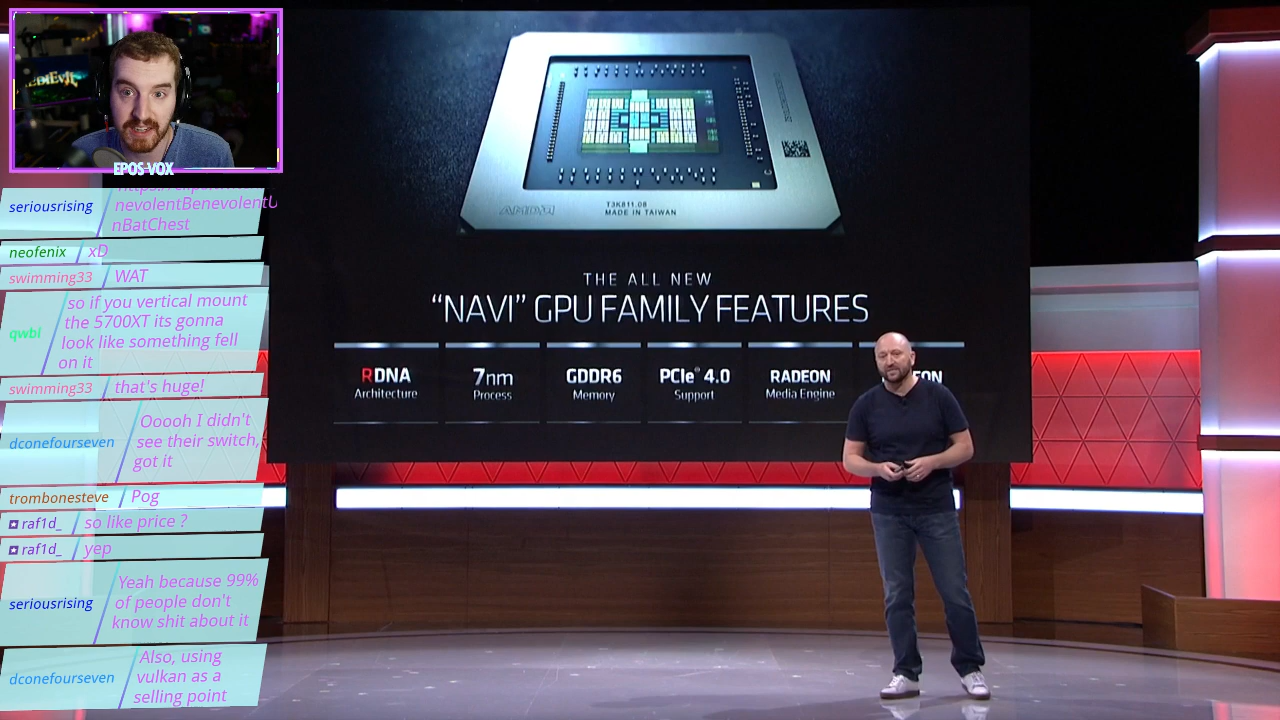 EPOS VOX
seriousrising
nevolentBenevolentU
nBatChest
neofenix
xD
swimming33
WAT
qwbl
so if you vertical mount
the 5700XT its gonna
look like something fell
on it
swimming33
that's huge!
dconefourseven
Ooooh I didn't
see their switch,
got it
trombonesteve
Pog
raf1d_
so like price ?
raf1d_
yep
seriousrising
Yeah because 99%
of people don't
know shit about it
dconefourseven
Also, using
vulkan as a
selling point
AMD
T3K811.08
MADE IN TAIWAN
THE ALL NEW
“NAVI” GPU FAMILY FEATURES
RDNA
Architecture
7nm
Process
GDDR6
Memory
PCIe® 4.0
Support
RADEON
Media Engine
EON